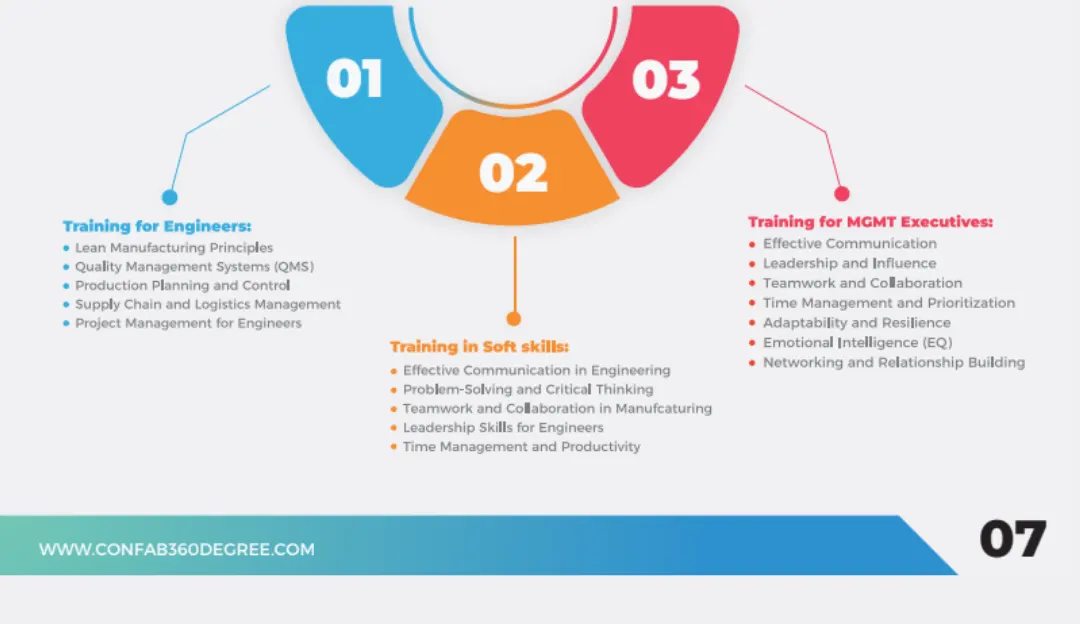 01
02
03
Training for Engineers:
Lean Manufacturing Principles
Quality Management Systems (QMS)
Production Planning and Control
Supply Chain and Logistics Management
Project Management for Engineers
Training in Soft skills:
Effective Communication in Engineering
Problem-Solving and Critical Thinking
Teamwork and Collaboration in Manufcaturing
Leadership Skills for Engineers
Time Management and Productivity
Training for MGMT Executives:
Effective Communication
Leadership and Influence
Teamwork and Collaboration
Time Management and Prioritization
Adaptability and Resilience
Emotional Intelligence (EQ)
Networking and Relationship Building
WWW.CONFAB360DEGREE.COM
07